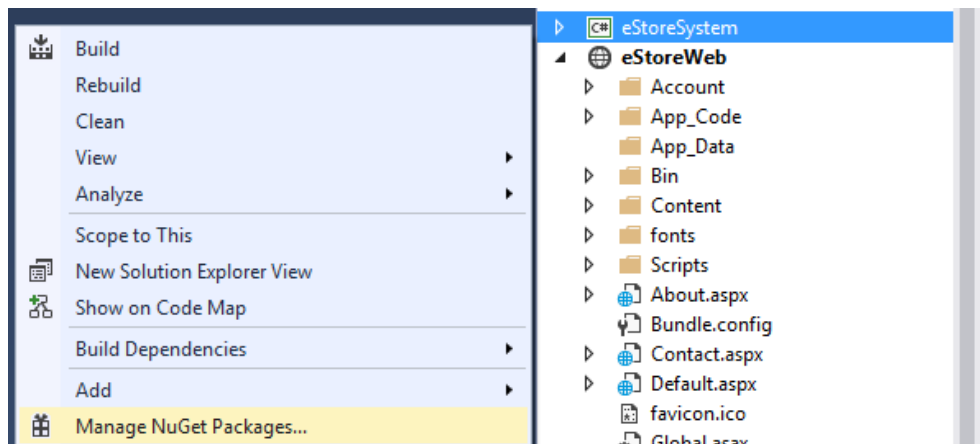 Build
Rebuild
Clean
View
Analyze
Scope to This
New Solution Explorer View
Show on Code Map
Build Dependencies
Add
Manage NuGet Packages...
C# eStoreSystem
eStoreWeb
Account
App_Code
App_Data
Bin
Content
fonts
Scripts
About.aspx
Bundle.config
Contact.aspx
Default.aspx
favicon.ico
Global.asax